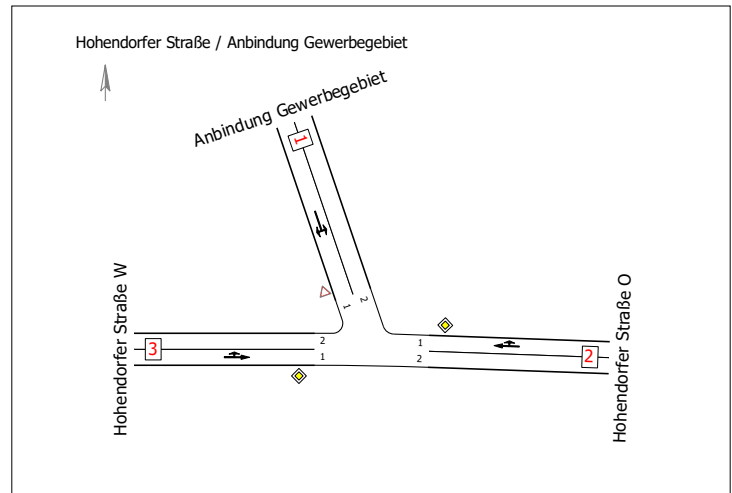 Hohendorfer Straße / Anbindung Gewerbegebiet
Anbindung Gewerbegebiet
1
1
2
Hohendorfer Straße W
3
2
1
1
2
2
Hohendorfer Straße O